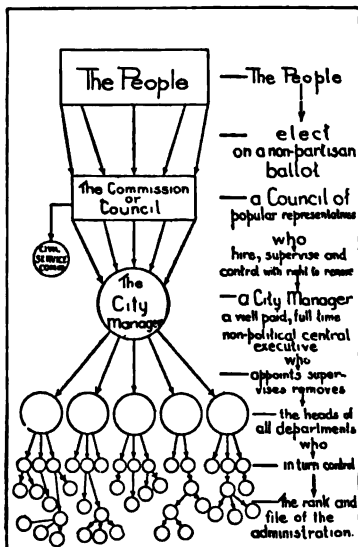 The People
The Commission
or
Council
CIVIL
SERVICE
COMM.
The
City
Manager
The People
elect
on a non-partisan
ballot
a Council of
popular representatives
who
hire, supervise and
control with right to remove
a City Manager
a well paid, full time
non-political central
executive
who
appoints super-
vises removes
the heads of
all departments
who
in turn control
the rank and
file of the
administration.